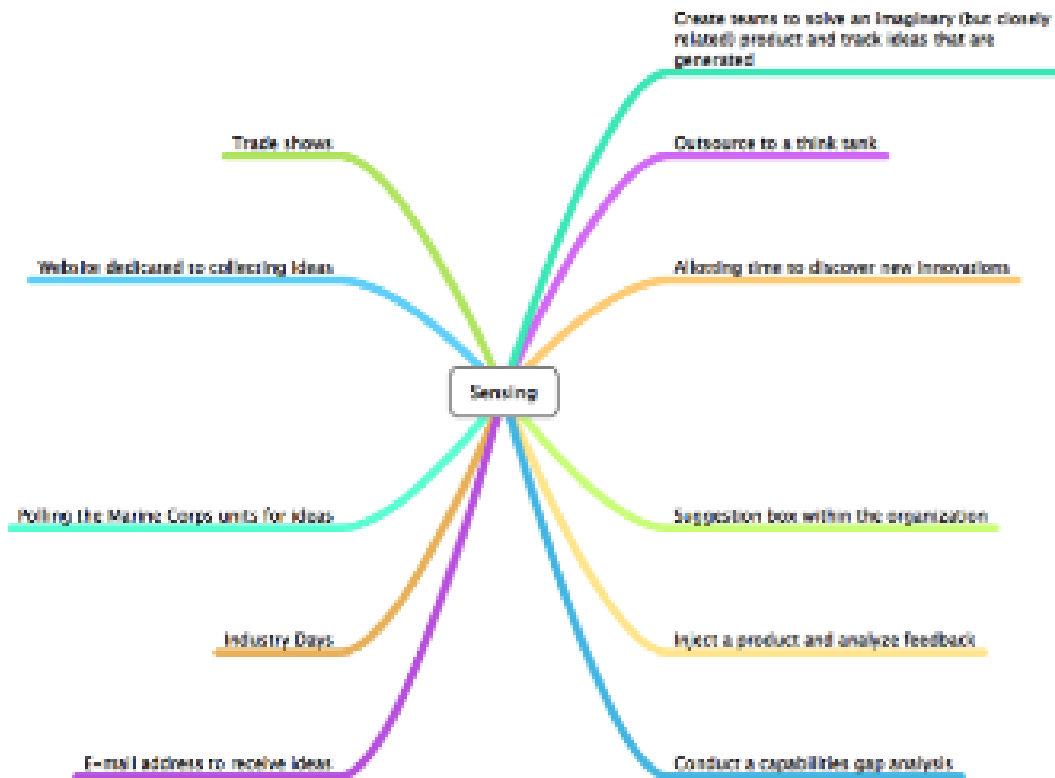 Create teams to solve an imaginary (but closely
related) product and track ideas that are
generated
Trade shows
Outsource to a think tank
Website dedicated to collecting ideas
Allotting time to discover new innovations
Sensing
Polling the Marine Corps units for ideas
Suggestion box within the organization
Industry Days
Inject a product and analyze feedback
E-mail address to receive ideas
Conduct a capabilities gap analysis